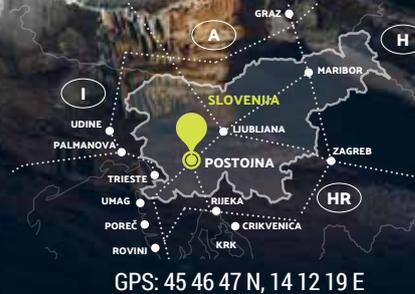 GRAZ
A
H
MARIBOR
I
SLOVENIJA
UDINE
LJUBLJANA
PALMANOVA
ZAGREB
POSTOJNA
TRIESTE
HR
UMAG
RIJEKA
POREČ
CRIKVENICA
ROVINJ
KRK
GPS: 45 46 47 N, 14 12 19 E